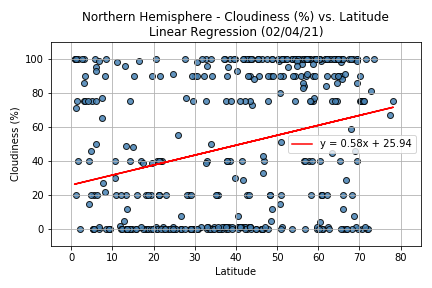 Northern Hemisphere - Cloudiness (%) vs. Latitude
Linear Regression (02/04/21)
Cloudiness (%)
100
80
60
40
20
0
y = 0.58x + 25.94
0 10 20 30 40 50 60 70 80
Latitude